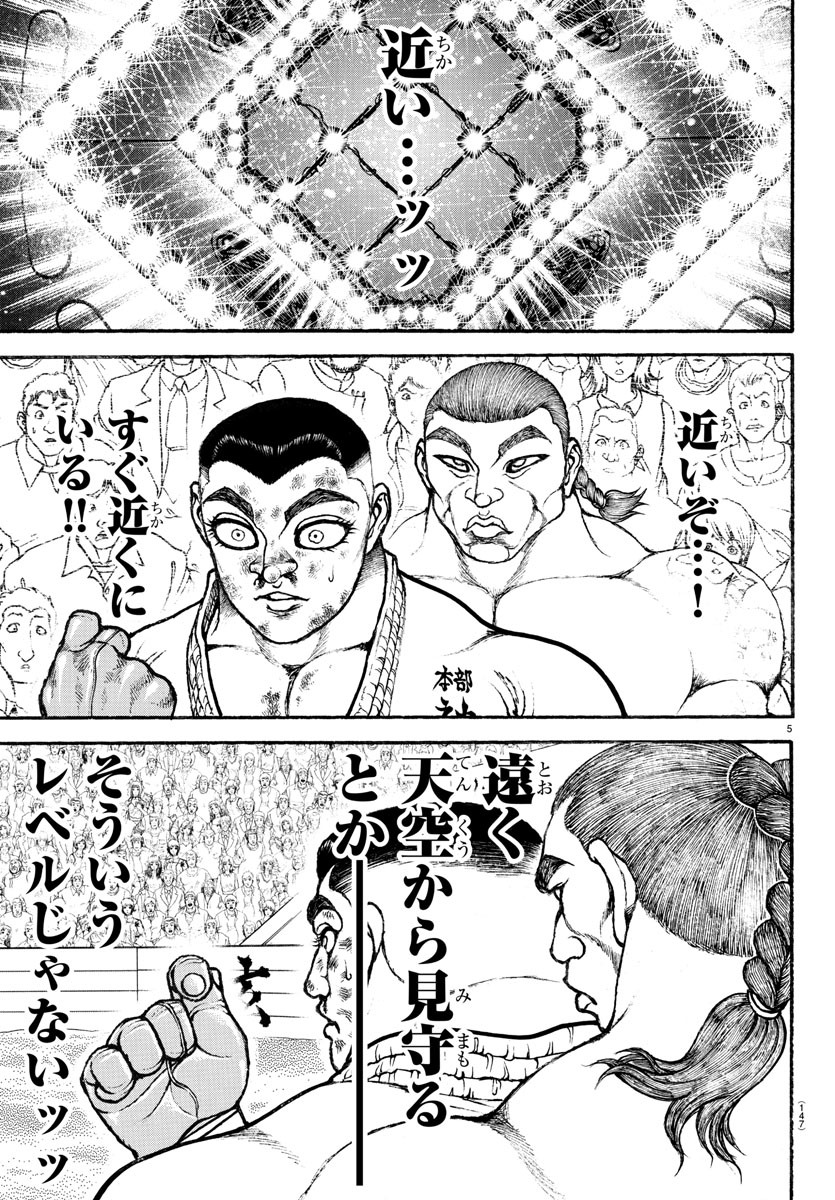 近い…ッッ
近いぞ…!
すぐ近くに
いる!!
本部
5
遠く
天空から見守る
とか――
そういう
レベルじゃないッッ
(147)